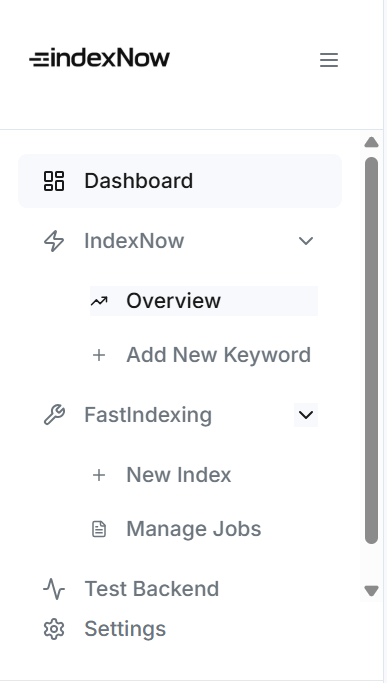 indexNow
Dashboard
IndexNow
Overview
Add New Keyword
FastIndexing
New Index
Manage Jobs
Test Backend
Settings